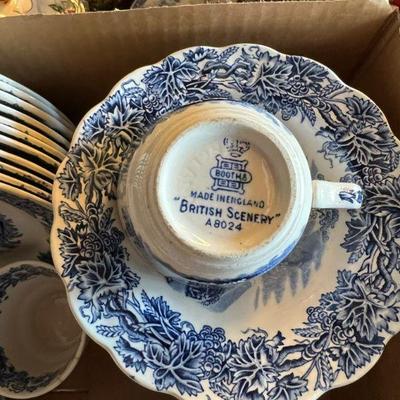 BOOTHS
MADE IN ENGLAND
"BRITISH SCENERY"
A8024